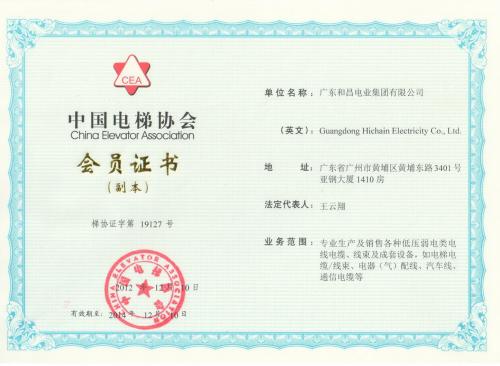 CEA
中国电梯协会
China Elevator Association
会员证书
(副本)
梯协证字第 19127 号
中国电梯协会
CHINA ELEVATOR ASSOCIATION
2012 年 12 月 10 日
有效期至: 2014 年 12 月 10 日
单位名称: 广东和昌电业集团有限公司
(英文): Guangdong Hichain Electricity Co., Ltd.
地 址: 广东省广州市黄埔区黄埔东路3401号
亚钢大厦1410房
法定代表人: 王云翔
业务范围: 专业生产及销售各种低压弱电类电
线电缆、线束及成套设备，如电梯电
缆/线束、电器（气）配线、汽车线、
通信电缆等